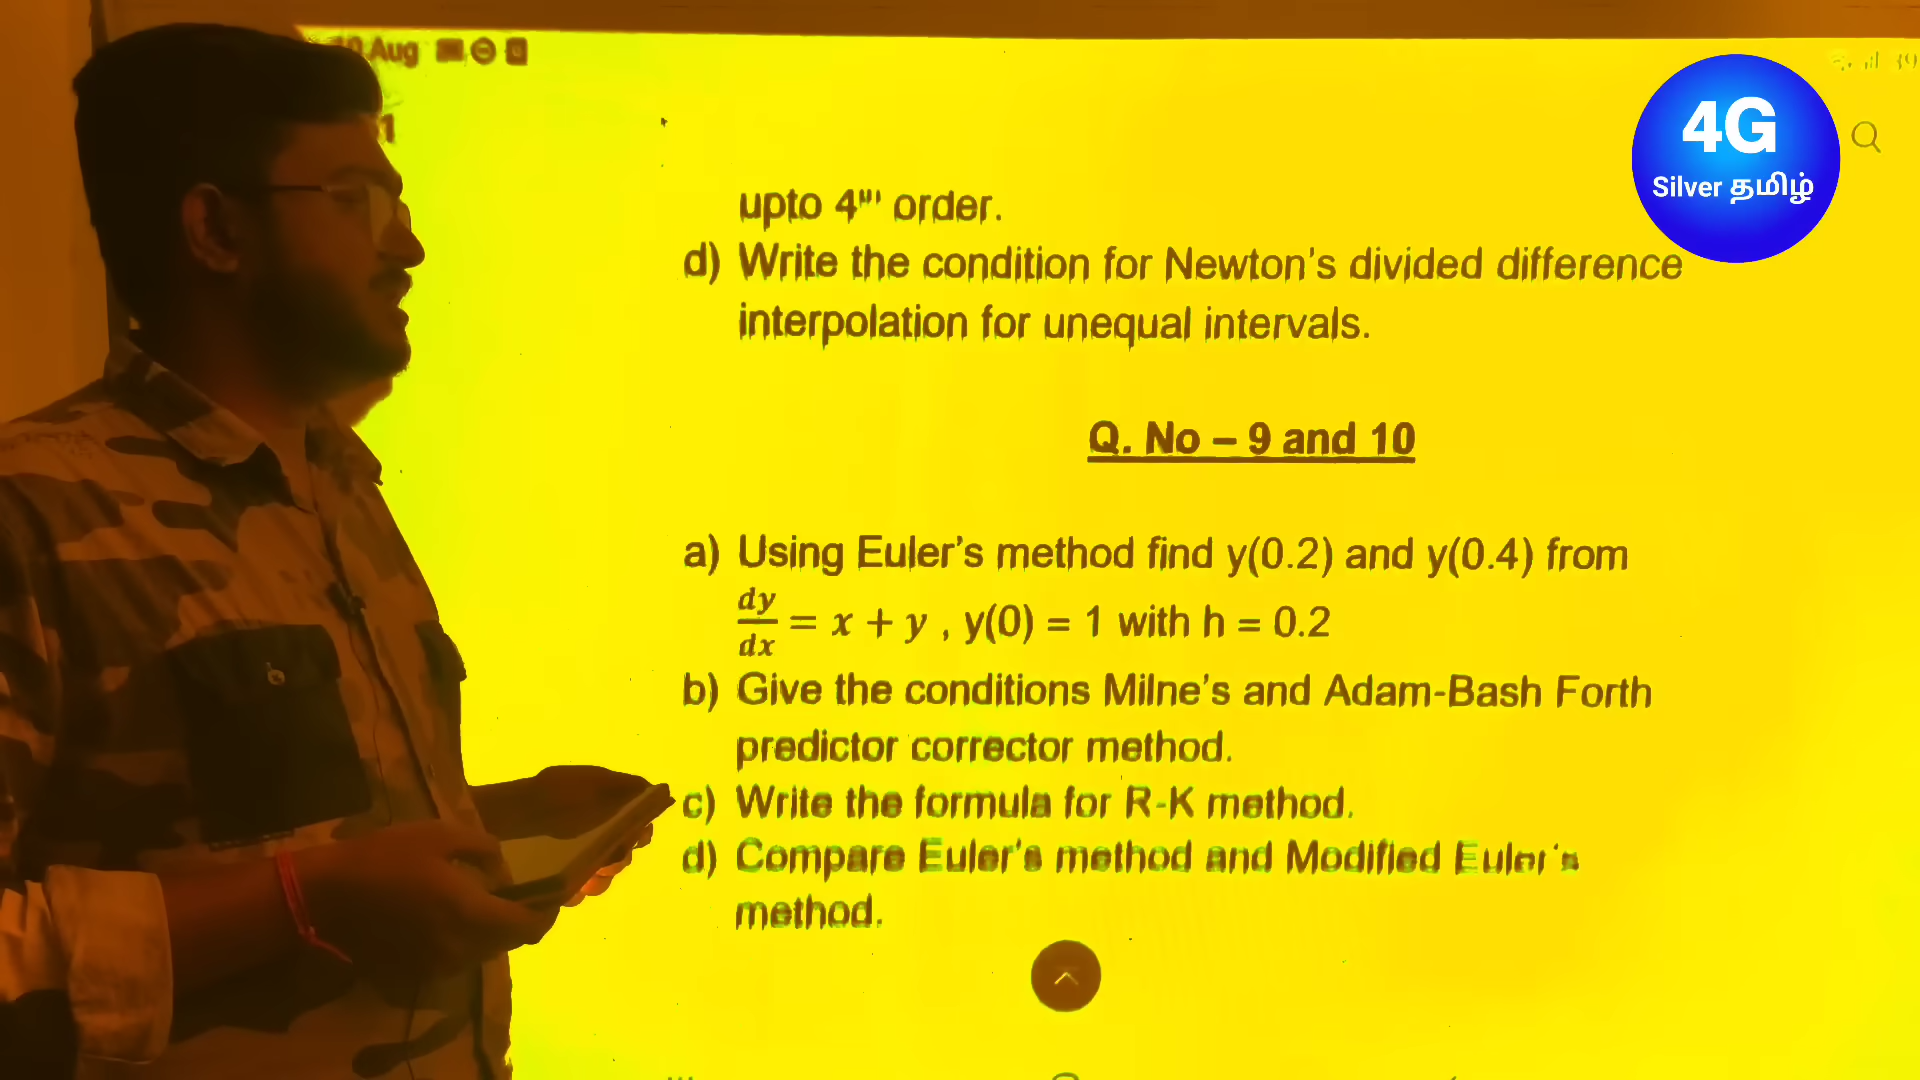 Aug
1
4G
Silver தமிழ்
upto 4th order.
d) Write the condition for Newton's divided difference
interpolation for unequal intervals.
Q. No – 9 and 10
a) Using Euler's method find y(0.2) and y(0.4) from
dy/dx = x + y , y(0) = 1 with h = 0.2
b) Give the conditions Milne's and Adam-Bash Forth
predictor corrector method.
c) Write the formula for R-K method.
d) Compare Euler's method and Modified Euler's
method.